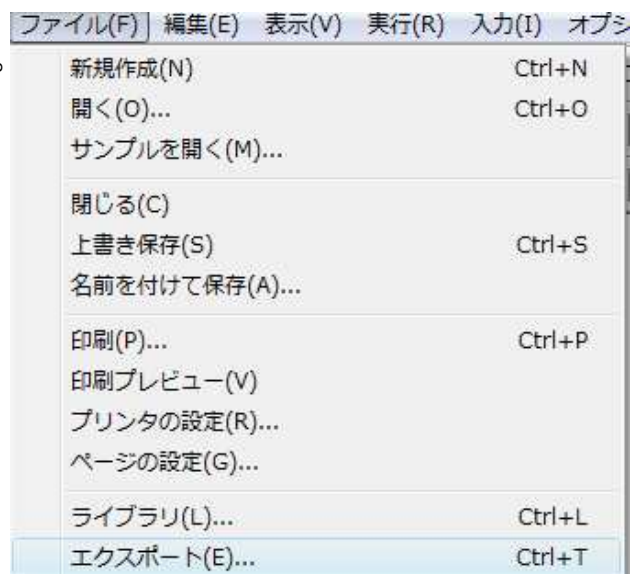 ファイル(F) 編集(E) 表示(V) 実行(R) 入力(I) オプシ
。
新規作成(N) Ctrl+N
開く(O)... Ctrl+O
サンプルを開く(M)...
閉じる(C)
上書き保存(S) Ctrl+S
名前を付けて保存(A)...
印刷(P)... Ctrl+P
印刷プレビュー(V)
プリンタの設定(R)...
ページの設定(G)...
ライブラリ(L)... Ctrl+L
エクスポート(E)... Ctrl+T